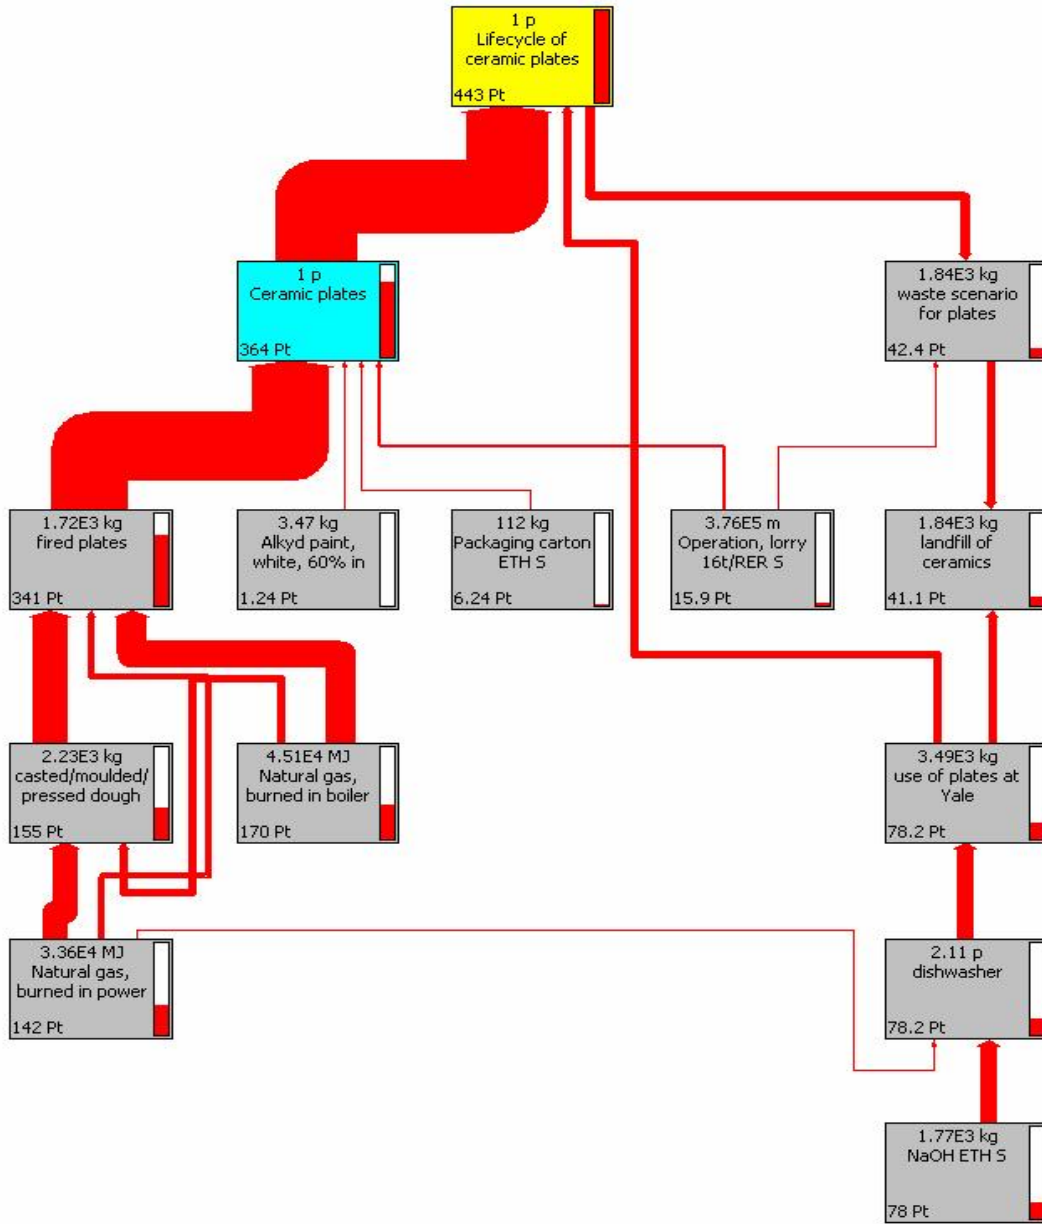 1 p
Lifecycle of
ceramic plates
443 Pt
1 p
Ceramic plates
364 Pt
1.84E3 kg
waste scenario
for plates
42.4 Pt
1.72E3 kg
fired plates
341 Pt
3.47 kg
Alkyd paint,
white, 60% in
1.24 Pt
112 kg
Packaging carton
ETH S
6.24 Pt
3.76E5 m
Operation, lorry
16t/RER S
15.9 Pt
1.84E3 kg
landfill of
ceramics
41.1 Pt
2.23E3 kg
casted/moulded/
pressed dough
155 Pt
4.51E4 MJ
Natural gas,
burned in boiler
170 Pt
3.49E3 kg
use of plates at
Yale
78.2 Pt
3.36E4 MJ
Natural gas,
burned in power
142 Pt
2.11 p
dishwasher
78.2 Pt
1.77E3 kg
NaOH ETH S
78 Pt